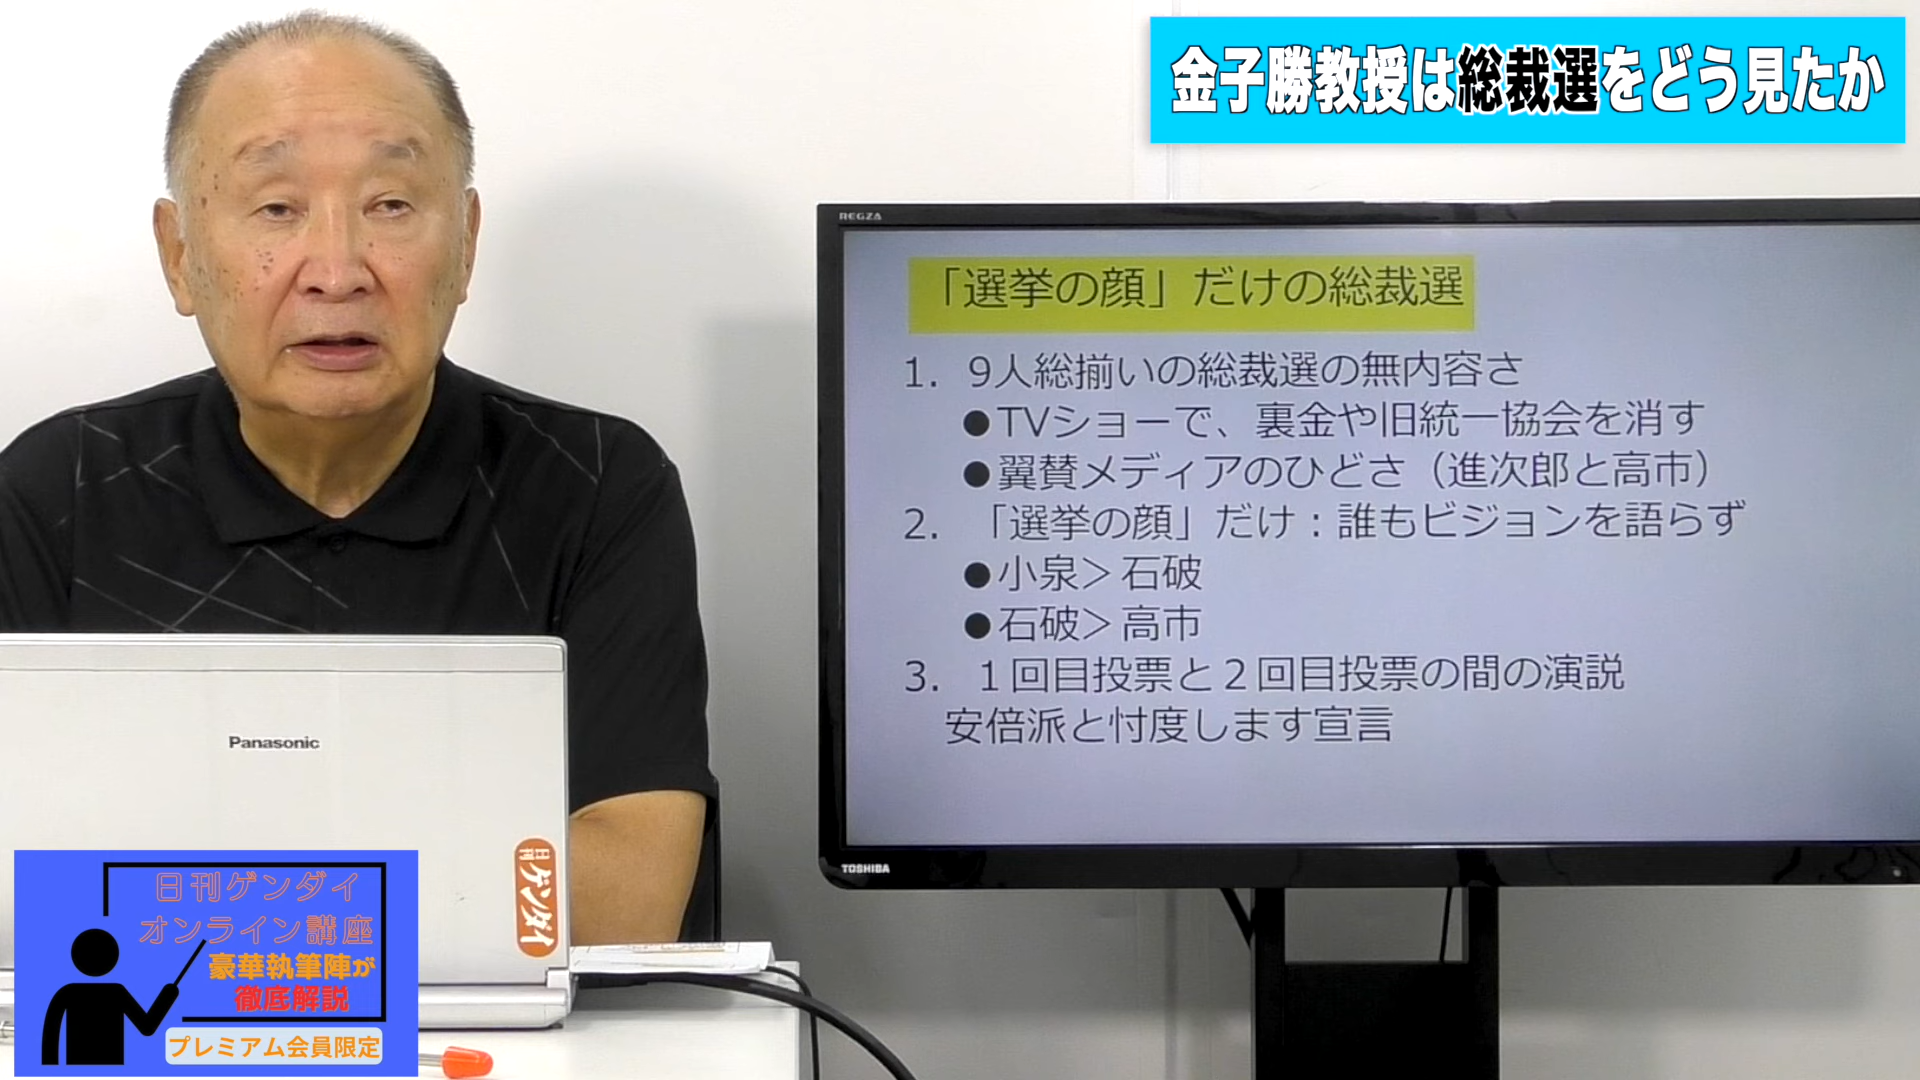 金子勝教授は総裁選をどう見たか
REGZA
「選挙の顔」だけの総裁選
1. 9人総揃いの総裁選の無内容さ
●TVショーで、裏金や旧統一協会を消す
●翼賛メディアのひどさ（進次郎と高市）
2. 「選挙の顔」だけ：誰もビジョンを語らず
●小泉＞石破
●石破＞高市
3. １回目投票と２回目投票の間の演説
安倍派と忖度します宣言
TOSHIBA
Panasonic
日刊ゲンダイ
日刊ゲンダイ
オンライン講座
豪華執筆陣が
徹底解説
プレミアム会員限定